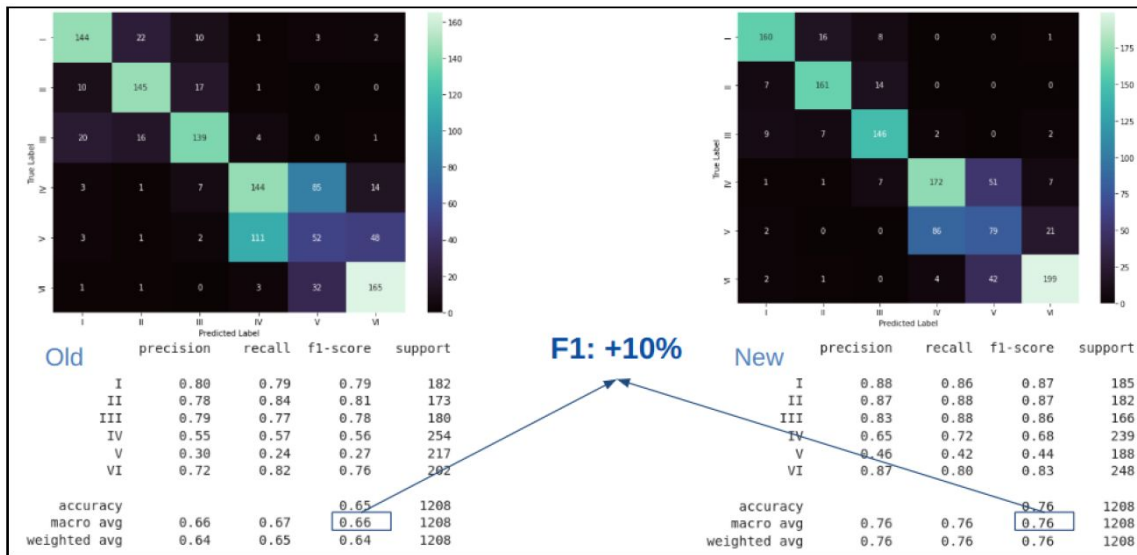 I 144 22 10 1 3 2
II 10 145 17 1 0 0
III 20 16 139 4 0 1
IV 3 1 7 144 85 14
V 3 1 2 111 52 48
VI 1 1 0 3 32 165
I II III IV V VI
True Label
Predicted Label
160
140
120
100
80
60
40
20
0
Old
precision recall f1-score support
I 0.80 0.79 0.79 182
II 0.78 0.84 0.81 173
III 0.79 0.77 0.78 180
IV 0.55 0.57 0.56 254
V 0.30 0.24 0.27 217
VI 0.72 0.82 0.76 202
accuracy 0.65 1208
macro avg 0.66 0.67 0.66 1208
weighted avg 0.64 0.65 0.64 1208
F1: +10%
I 160 16 8 0 0 1
II 7 161 14 0 0 0
III 9 7 146 2 0 2
IV 1 1 7 172 51 7
V 2 0 0 86 79 21
VI 2 1 0 4 42 199
I II III IV V VI
True Label
Predicted Label
175
150
125
100
75
50
25
0
New
precision recall f1-score support
I 0.88 0.86 0.87 185
II 0.87 0.88 0.87 182
III 0.83 0.88 0.86 166
IV 0.65 0.72 0.68 239
V 0.46 0.42 0.44 188
VI 0.87 0.80 0.83 248
accuracy 0.76 1208
macro avg 0.76 0.76 0.76 1208
weighted avg 0.76 0.76 0.76 1208